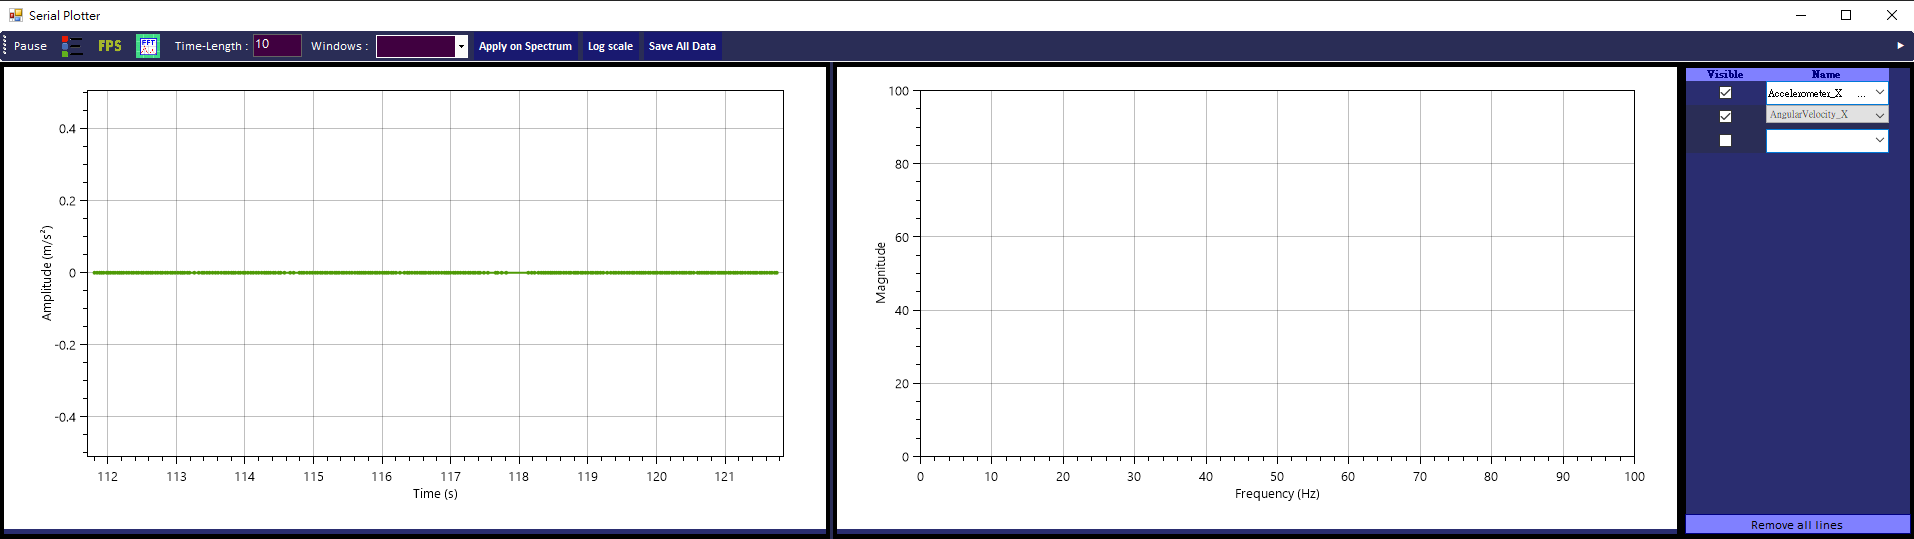 Serial Plotter
Pause FPS FFT Time-Length : 10 Windows : Apply on Spectrum Log scale Save All Data
0.4
0.2
0
-0.2
-0.4
Amplitude (m/s²)
112 113 114 115 116 117 118 119 120 121
Time (s)
100
80
60
40
20
0
Magnitude
0 10 20 30 40 50 60 70 80 90 100
Frequency (Hz)
Visible Name
Accelerometer_X ...
AngularVelocity_X
Remove all lines